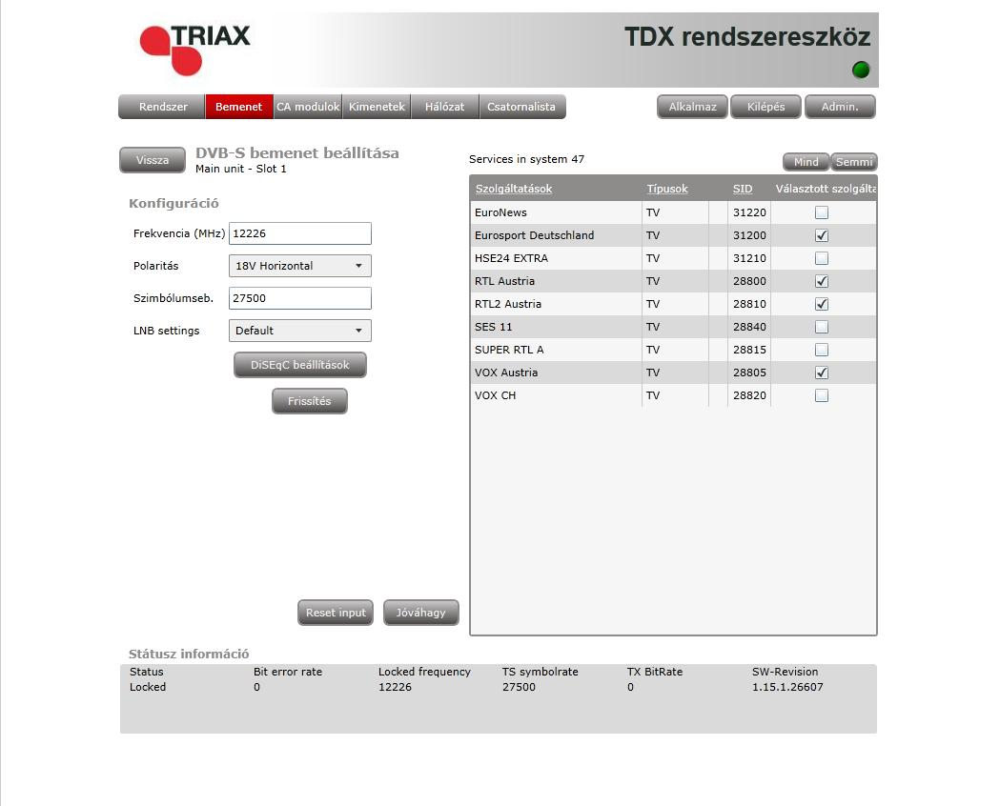 TRIAX
TDX rendszereszköz
Rendszer Bemenet CA modulok Kimenetek Hálózat Csatornalista Alkalmaz Kilépés Admin.
Vissza
DVB-S bemenet beállítása
Main unit - Slot 1
Konfiguráció
Frekvencia (MHz) 12226
Polaritás 18V Horizontal
Szimbólumseb. 27500
LNB settings Default
DiSEqC beállítások
Frissítés
Reset input Jóváhagy
Services in system 47 Mind Semmi
Szolgáltatások Típusok SID Választott szolgálta
EuroNews TV 31220
Eurosport Deutschland TV 31200
HSE24 EXTRA TV 31210
RTL Austria TV 28800
RTL2 Austria TV 28810
SES 11 TV 28840
SUPER RTL A TV 28815
VOX Austria TV 28805
VOX CH TV 28820
Státusz információ
Status Bit error rate Locked frequency TS symbolrate TX BitRate SW-Revision
Locked 0 12226 27500 0 1.15.1.26607